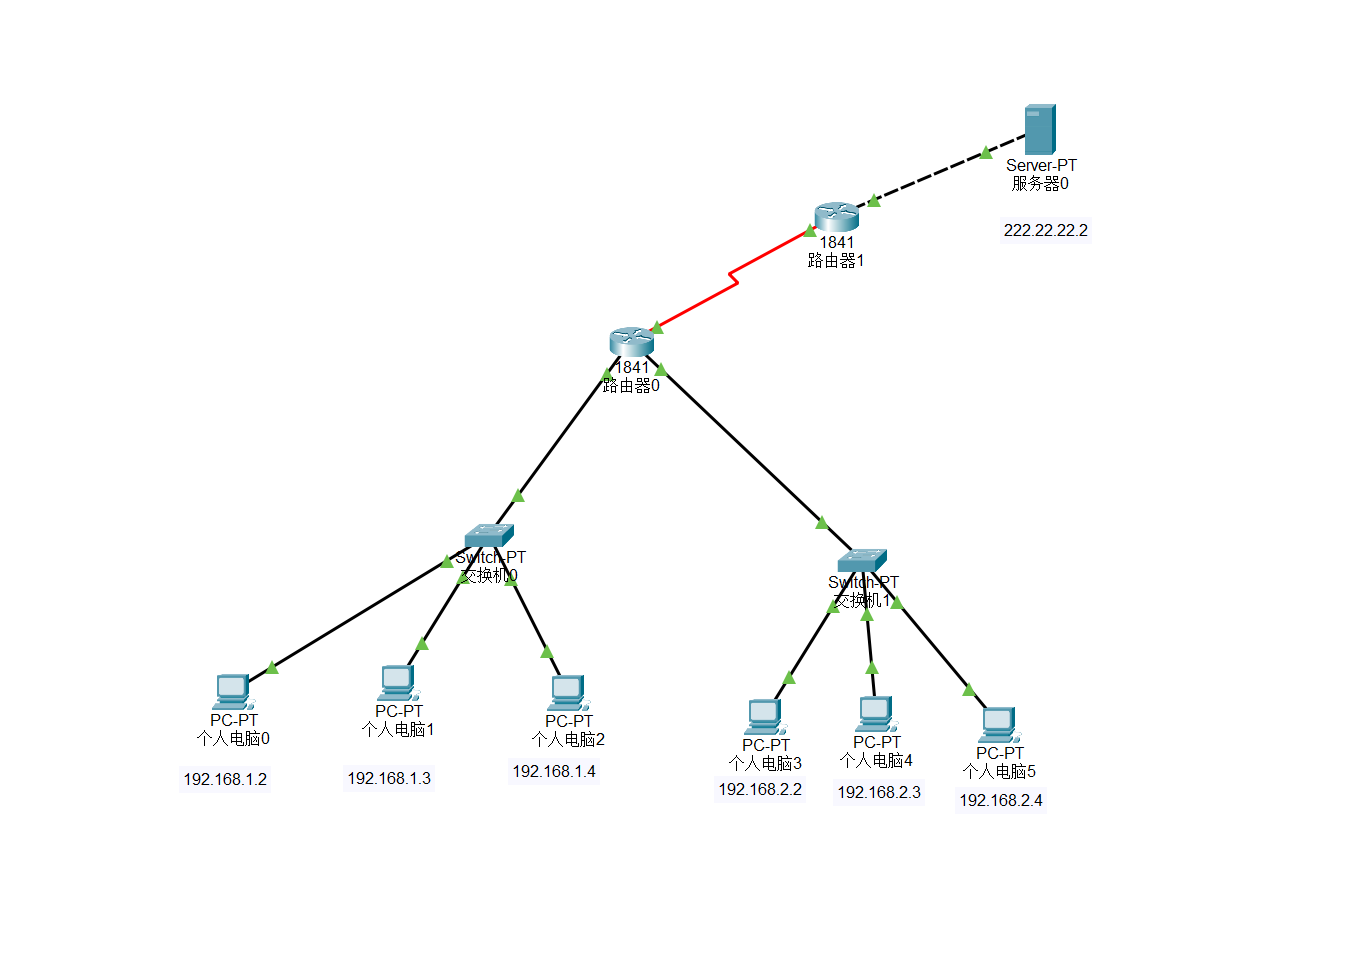 Server-PT
服务器0
222.22.22.2
1841
路由器1
1841
路由器0
Switch-PT
交换机0
Switch-PT
交换机1
PC-PT
个人电脑0
192.168.1.2
PC-PT
个人电脑1
192.168.1.3
PC-PT
个人电脑2
192.168.1.4
PC-PT
个人电脑3
192.168.2.2
PC-PT
个人电脑4
192.168.2.3
PC-PT
个人电脑5
192.168.2.4